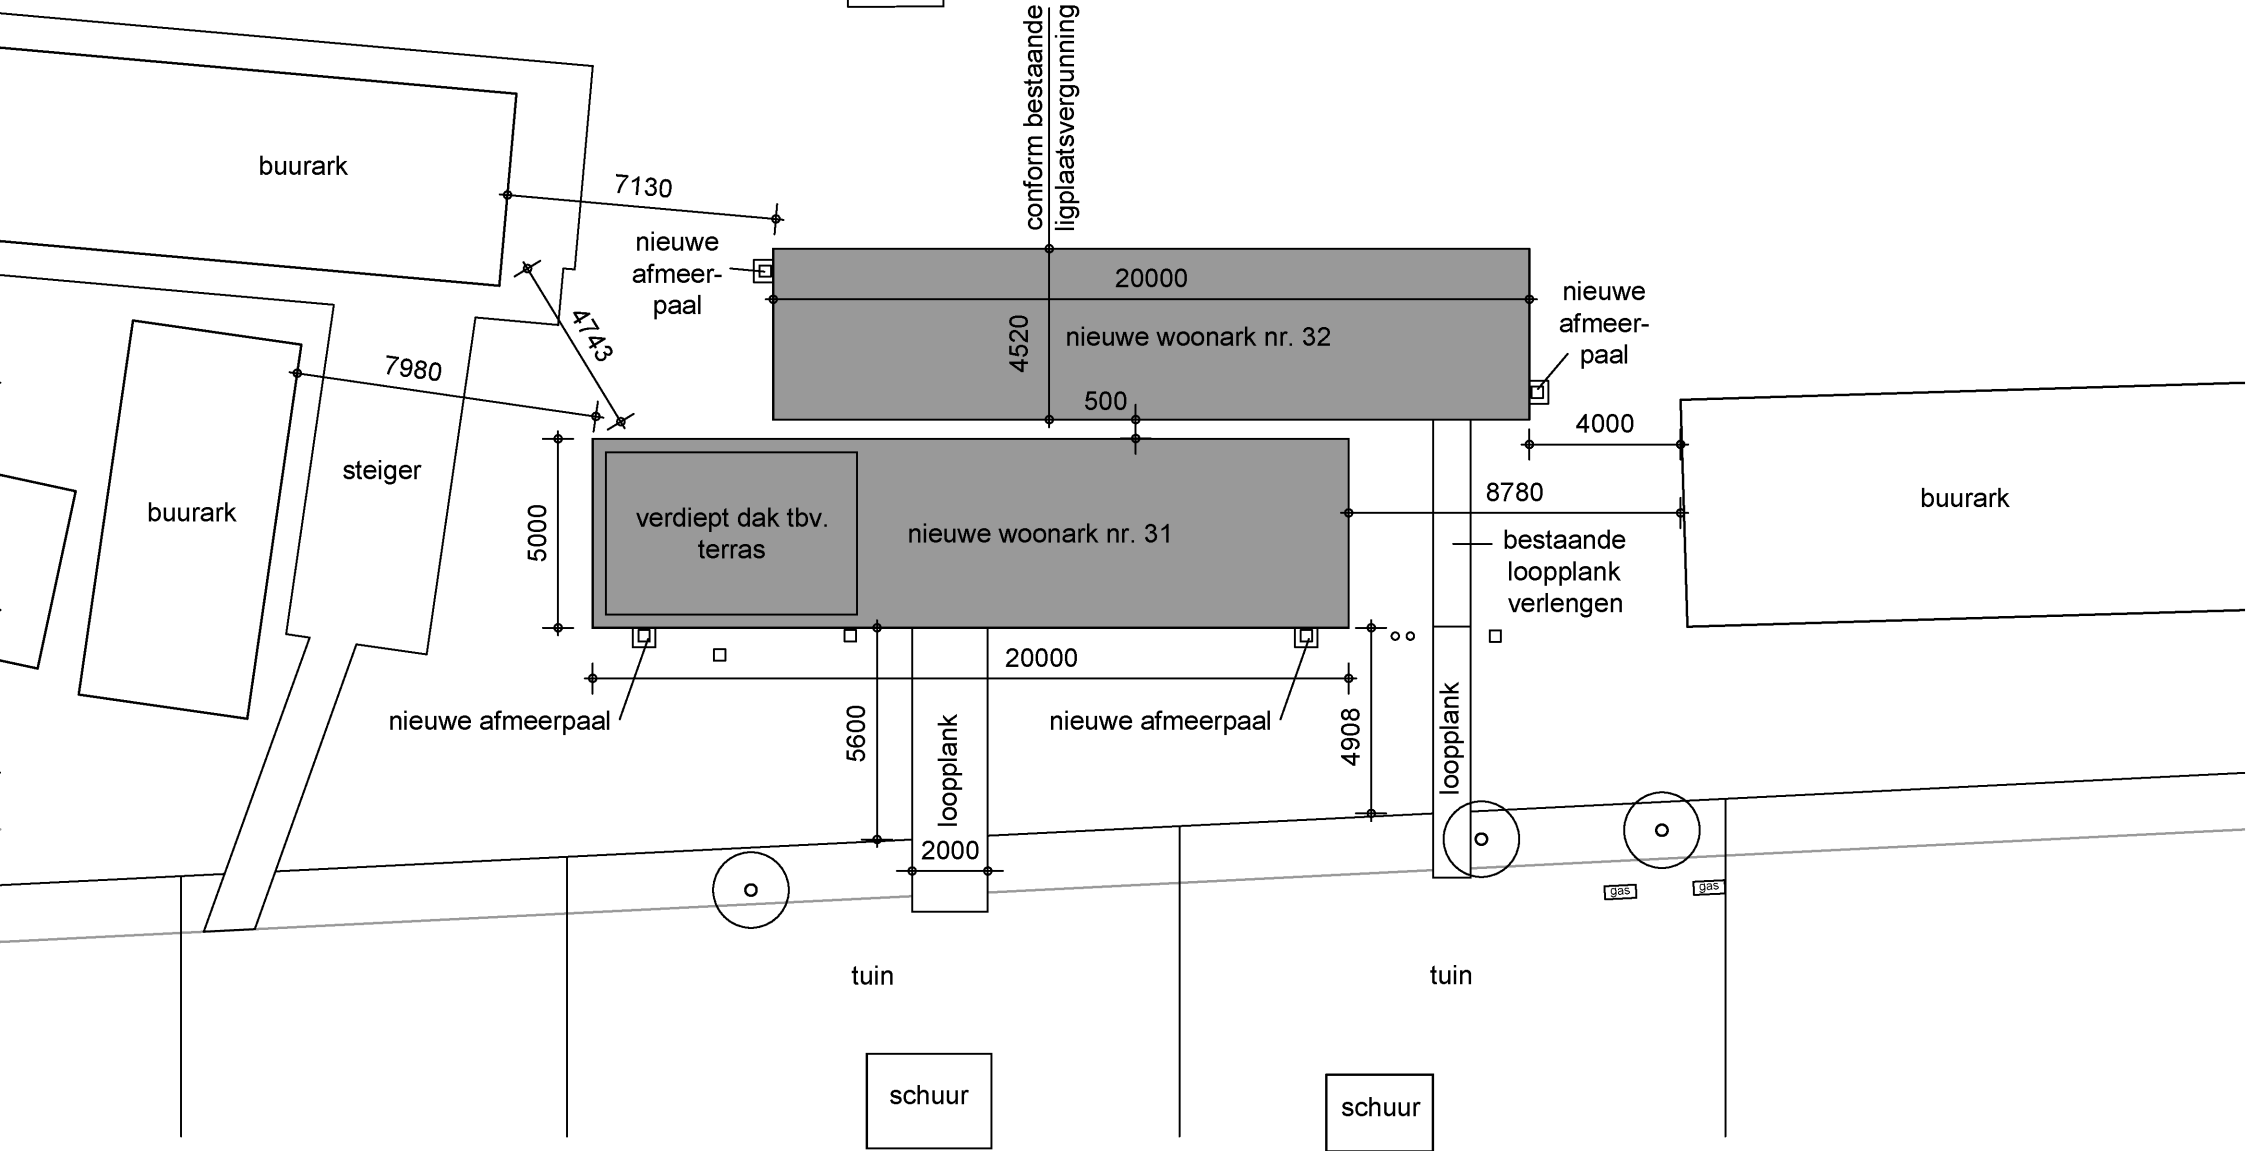 conform bestaande
ligplaatsvergunning
buurark
7130
nieuwe
afmeer-
paal
20000
nieuwe
afmeer-
paal
4743
4520
nieuwe woonark nr. 32
7980
500
4000
steiger
8780
buurark
buurark
5000
verdiept dak tbv.
terras
nieuwe woonark nr. 31
bestaande
loopplank
verlengen
20000
nieuwe afmeerpaal
nieuwe afmeerpaal
5600
loopplank
4908
loopplank
2000
gas
gas
tuin
tuin
schuur
schuur